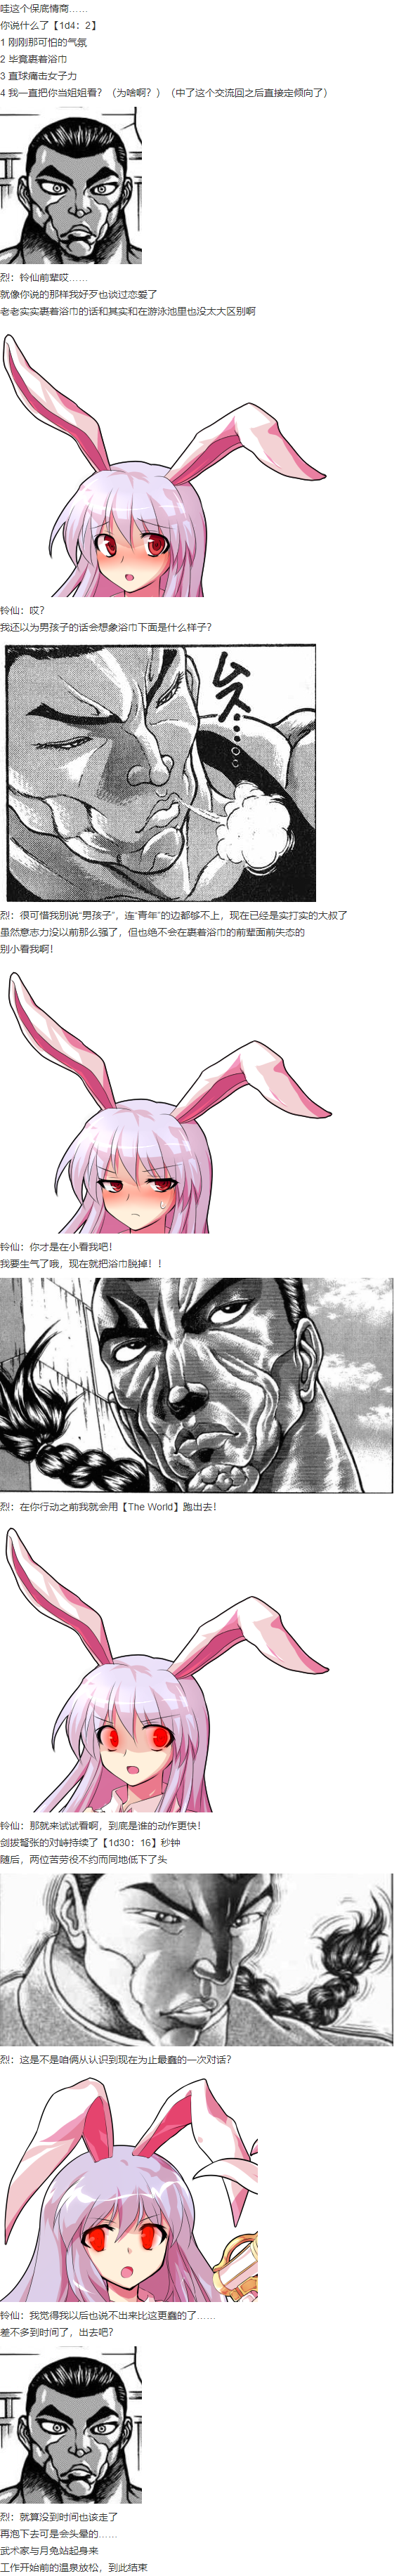 哇这个保底情商……
你说什么了【1d4：2】
1 刚刚那可怕的气氛
2 毕竟裹着浴巾
3 直球痛击女子力
4 我一直把你当姐姐看？（为啥啊？）（中了这个交流回之后直接定倾向了）
烈：铃仙前辈哎……
就像你说的那样我好歹也谈过恋爱了
老老实实裹着浴巾的话和其实和在游泳池里也没太大区别啊
铃仙：哎？
我还以为男孩子的话会想象浴巾下面是什么样子？
ムス…
烈：很可惜我别说“男孩子”，连“青年”的边都够不上，现在已经是实打实的大叔了
虽然意志力没以前那么强了，但也绝不会在裹着浴巾的前辈面前失态的
别小看我啊！
铃仙：你才是在小看我吧！
我要生气了哦，现在就把浴巾脱掉！！
烈：在你行动之前我就会用【The World】跑出去！
铃仙：那就来试试看啊，到底是谁的动作更快！
剑拔弩张的对峙持续了【1d30：16】秒钟
随后，两位苦劳役不约而同地低下了头
烈：这是不是咱俩从认识到现在为止最蠢的一次对话？
铃仙：我觉得我以后也说不出来比这更蠢的了……
差不多到时间了，出去吧？
烈：就算没到时间也该走了
再泡下去可是会头晕的……
武术家与月兔站起身来
工作开始前的温泉放松，到此结束